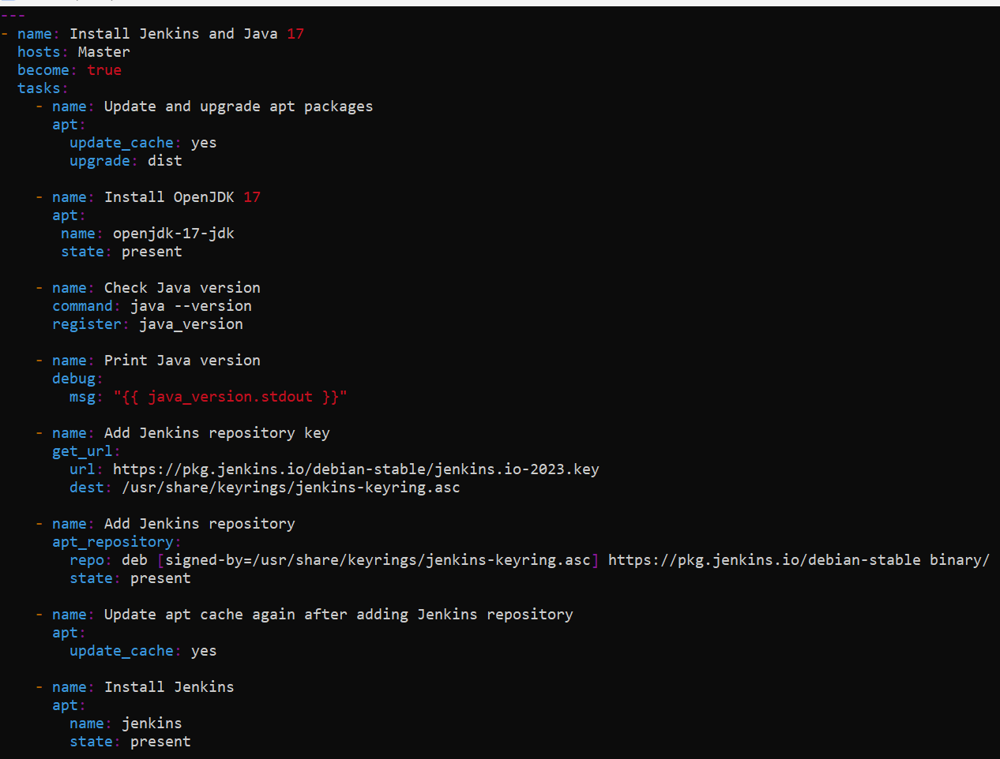 ---
- name: Install Jenkins and Java 17
  hosts: Master
  become: true
  tasks:
    - name: Update and upgrade apt packages
      apt:
        update_cache: yes
        upgrade: dist

    - name: Install OpenJDK 17
      apt:
       name: openjdk-17-jdk
       state: present

    - name: Check Java version
      command: java --version
      register: java_version

    - name: Print Java version
      debug:
        msg: "{{ java_version.stdout }}"

    - name: Add Jenkins repository key
      get_url:
        url: https://pkg.jenkins.io/debian-stable/jenkins.io-2023.key
        dest: /usr/share/keyrings/jenkins-keyring.asc

    - name: Add Jenkins repository
      apt_repository:
        repo: deb [signed-by=/usr/share/keyrings/jenkins-keyring.asc] https://pkg.jenkins.io/debian-stable binary/
        state: present

    - name: Update apt cache again after adding Jenkins repository
      apt:
        update_cache: yes

    - name: Install Jenkins
      apt:
        name: jenkins
        state: present